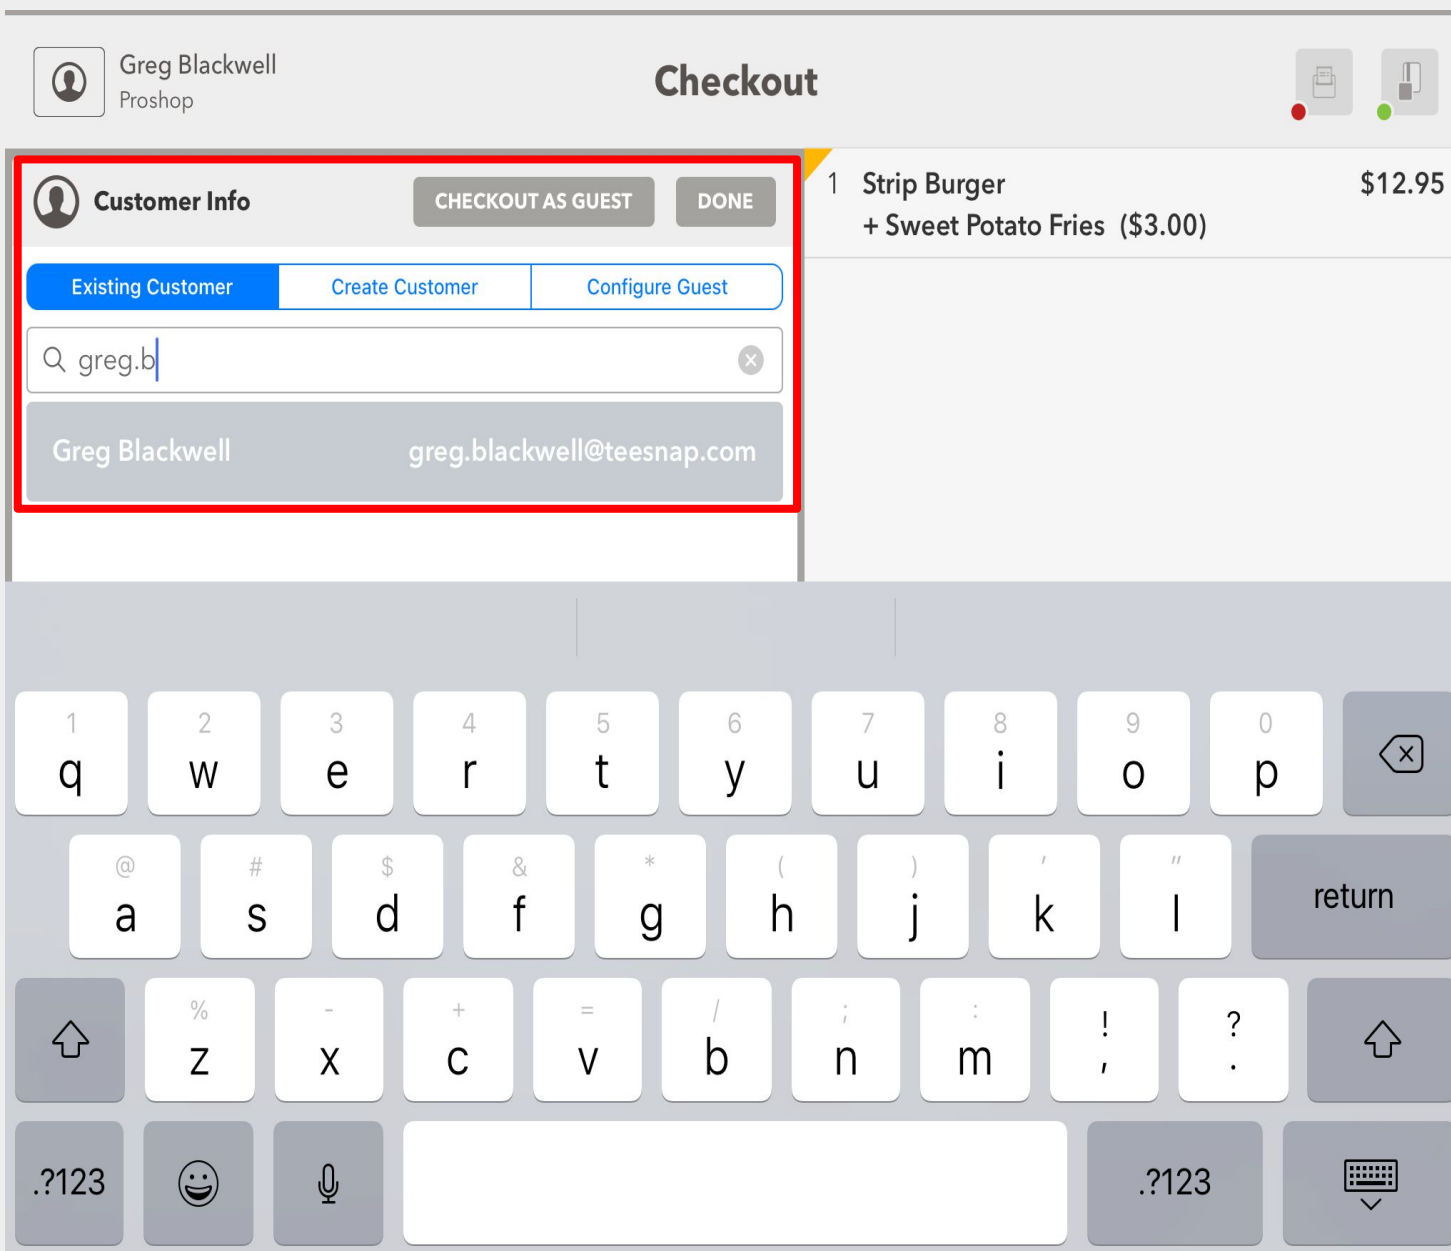 Greg Blackwell
Proshop
Checkout
Customer Info
CHECKOUT AS GUEST
DONE
Existing Customer
Create Customer
Configure Guest
greg.b
Greg Blackwell greg.blackwell@teesnap.com
1 Strip Burger $12.95
+ Sweet Potato Fries ($3.00)
1 2 3 4 5 6 7 8 9 0
q w e r t y u i o p
@ # $ & * ( ) ' "
a s d f g h j k l return
% - + = / ; : ! ?
z x c v b n m , .
.?123 .?123